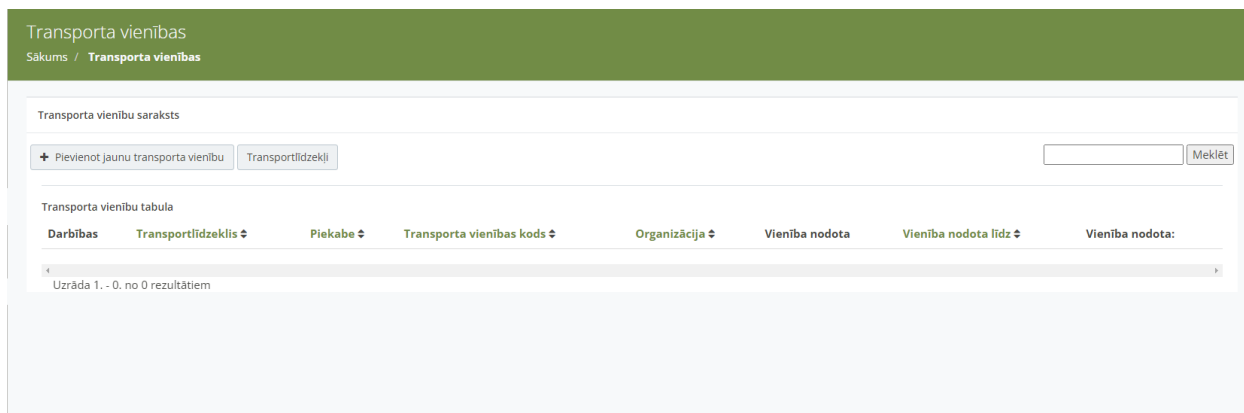 Transporta vienības
Sākums / Transporta vienības
Transporta vienību saraksts
+ Pievienot jaunu transporta vienību Transportlīdzekļi Meklēt
Transporta vienību tabula
Darbības Transportlīdzeklis Piekabe Transporta vienības kods Organizācija Vienība nodota Vienība nodota līdz Vienība nodota:
Uzrāda 1. - 0. no 0 rezultātiem